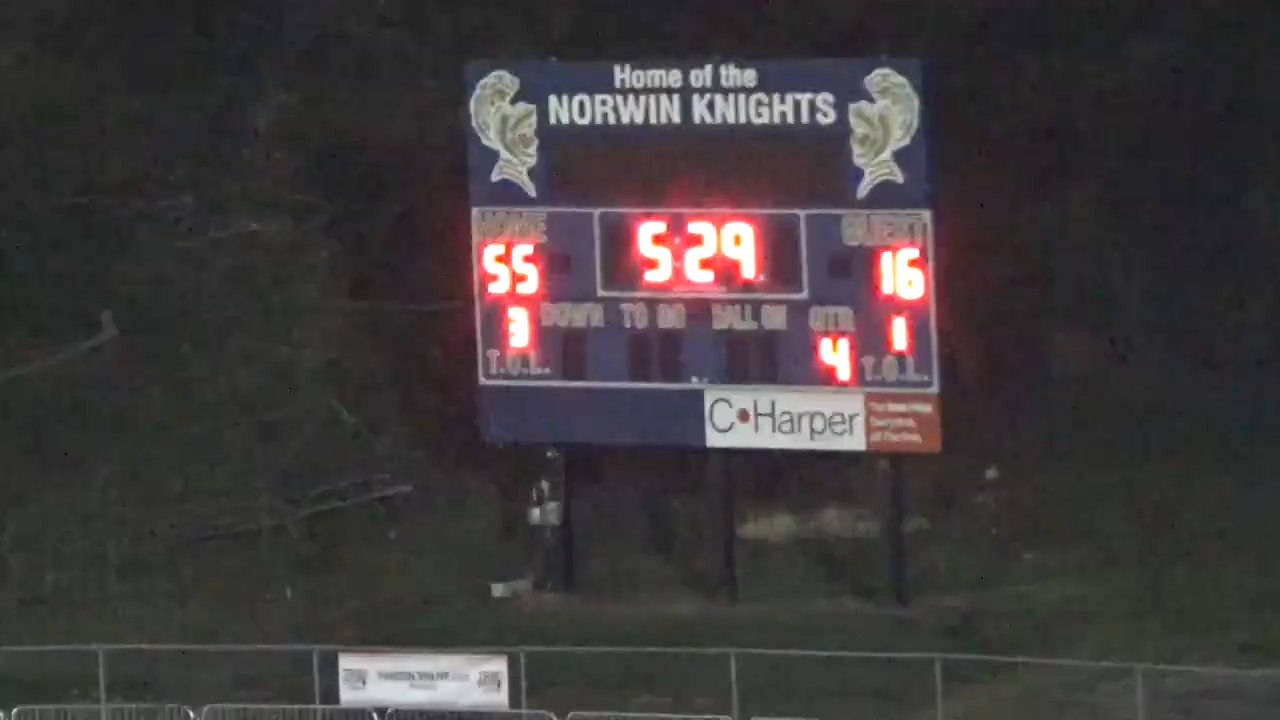 Home of the
NORWIN KNIGHTS
HOME 5:29 GUEST
55 16
DOWN TO GO BALL ON QTR
3 4 1
T.O.L. T.O.L.
C•Harper